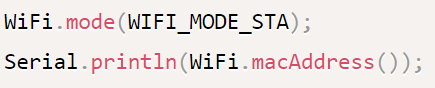 WiFi.mode(WIFI_MODE_STA);
Serial.println(WiFi.macAddress());